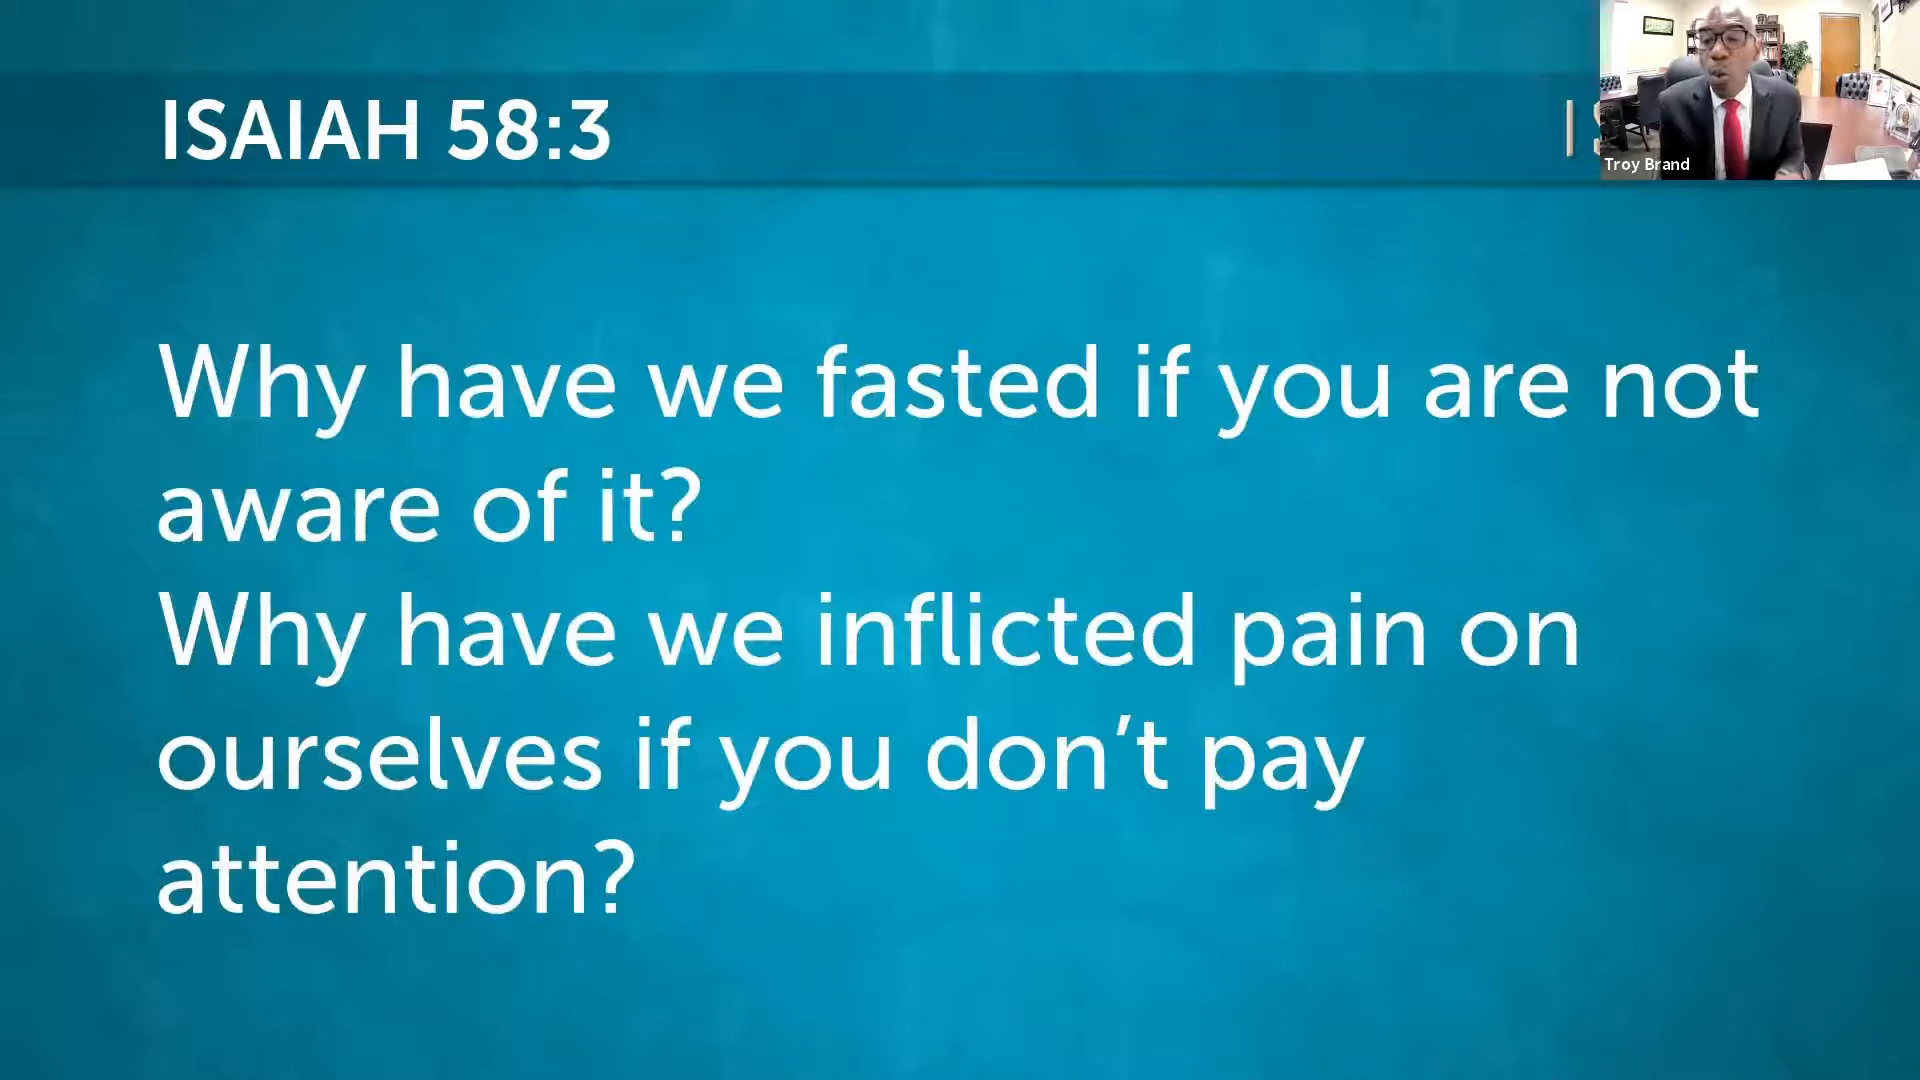 ISAIAH 58:3
Troy Brand
Why have we fasted if you are not
aware of it?
Why have we inflicted pain on
ourselves if you don’t pay
attention?